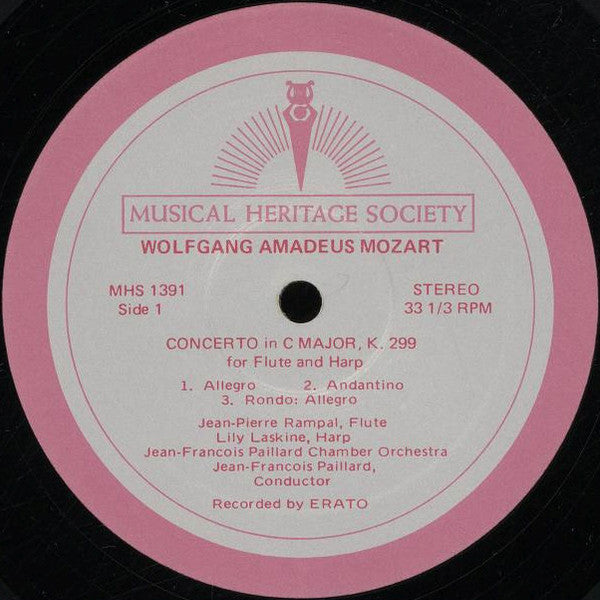 MUSICAL HERITAGE SOCIETY
WOLFGANG AMADEUS MOZART
MHS 1391
Side 1
STEREO
33 1/3 RPM
CONCERTO in C MAJOR, K. 299
for Flute and Harp
1. Allegro 2. Andantino
3. Rondo: Allegro
Jean-Pierre Rampal, Flute
Lily Laskine, Harp
Jean-Francois Paillard Chamber Orchestra
Jean-Francois Paillard,
Conductor
Recorded by ERATO